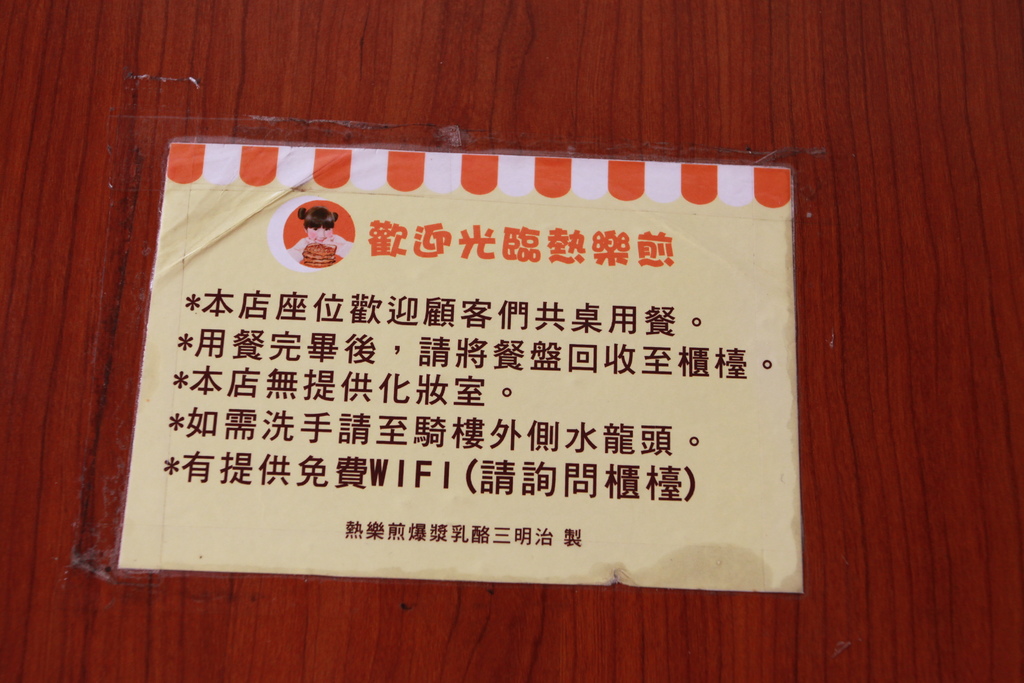 歡迎光臨熱樂煎
*本店座位歡迎顧客們共桌用餐。
*用餐完畢後，請將餐盤回收至櫃檯。
*本店無提供化妝室。
*如需洗手請至騎樓外側水龍頭。
*有提供免費WIFI(請詢問櫃檯)
熱樂煎爆漿乳酪三明治 製